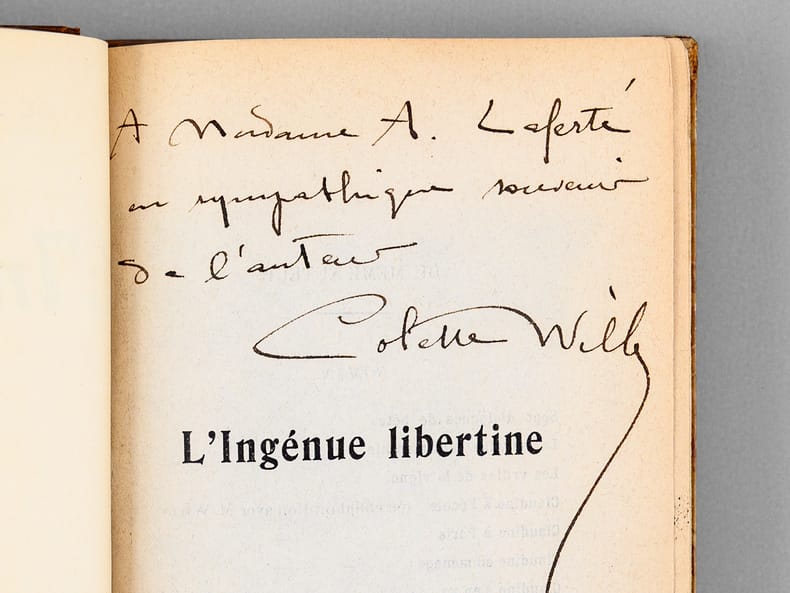 A Madame A. Laferté
en sympathique souvenir
de l'auteur
Colette Willy
L'Ingénue libertine